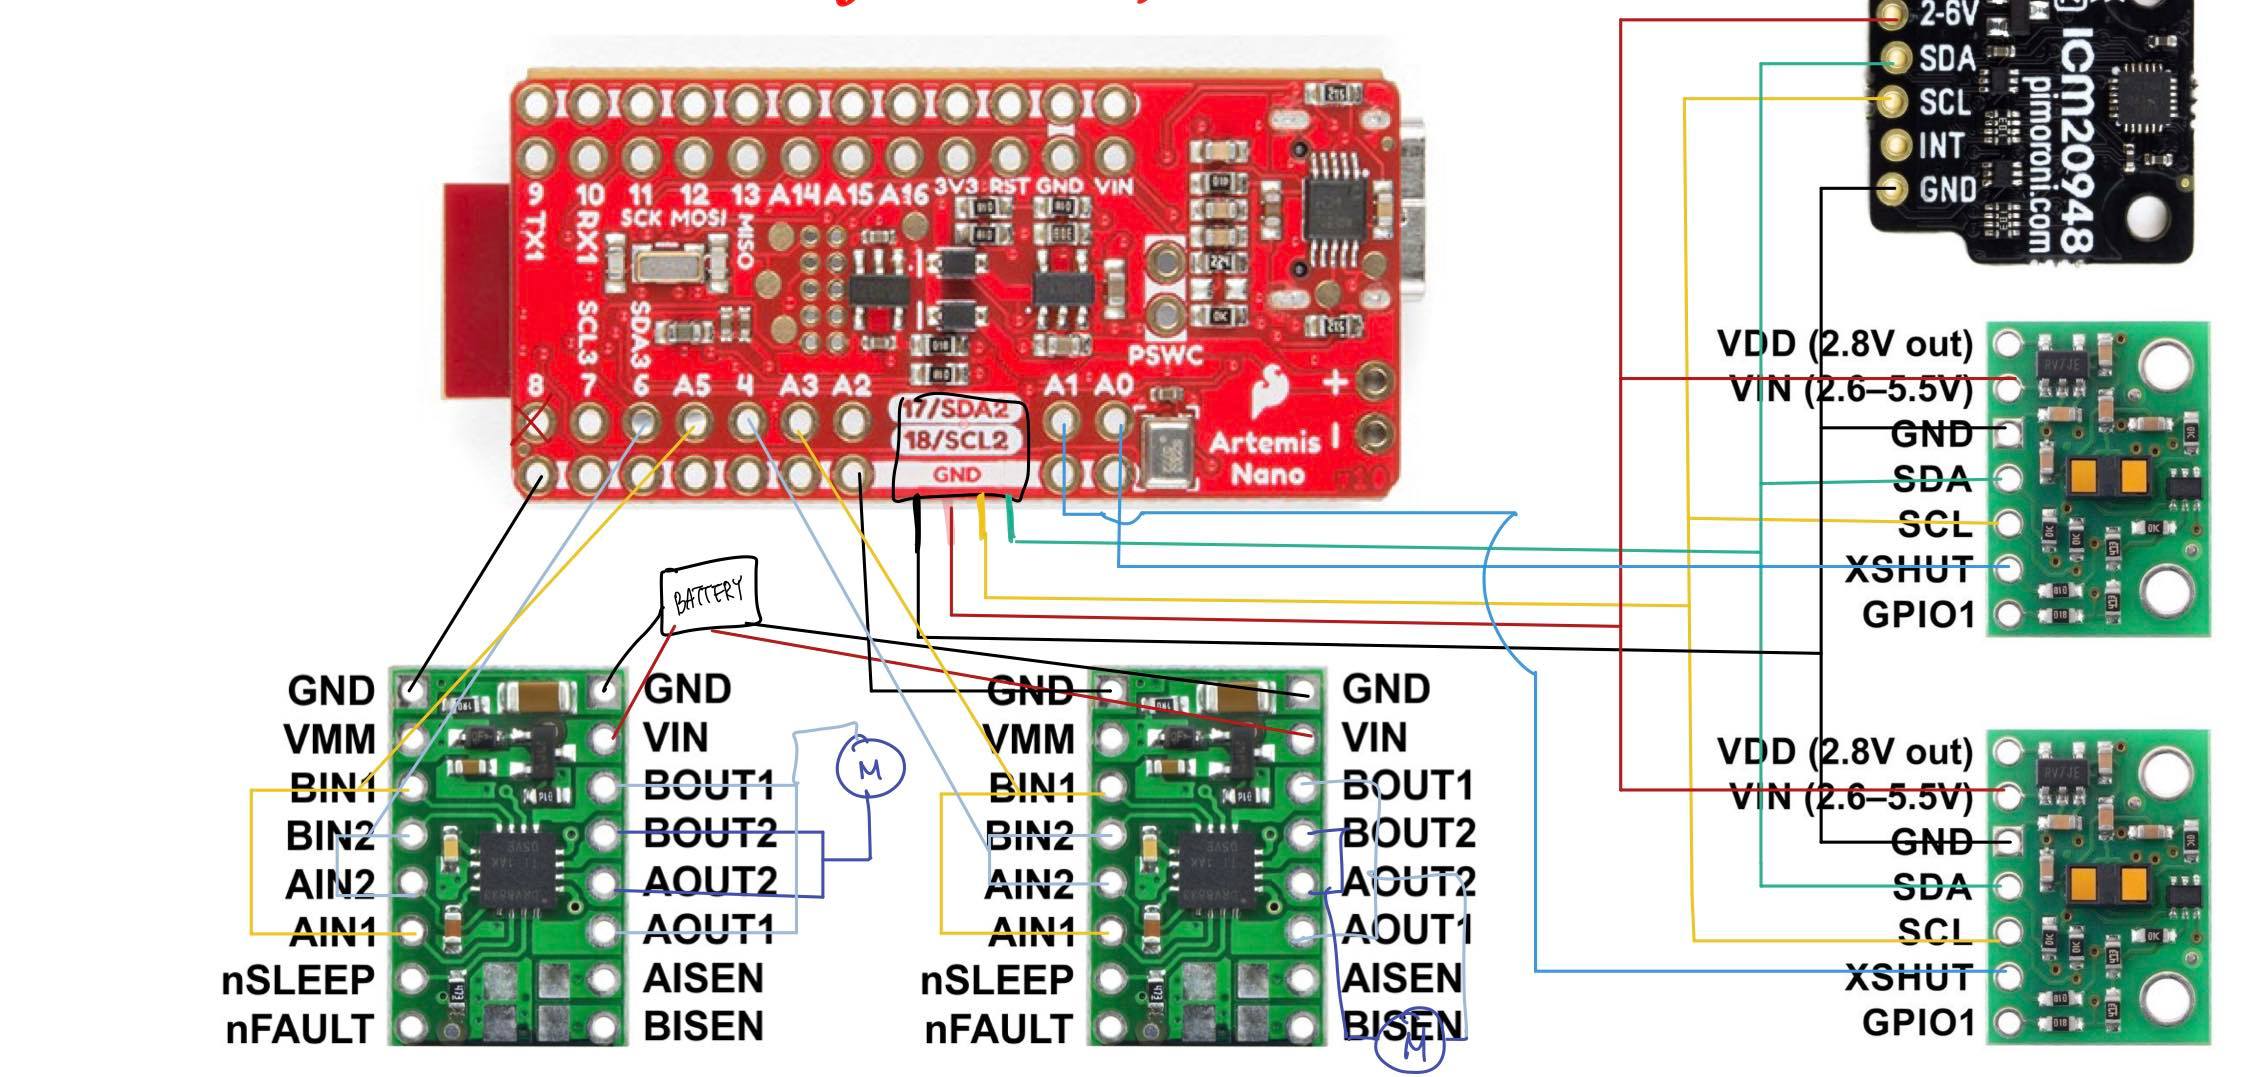 9 10 11 12 13 A14 A15 A16 3V3 RST GND VIN
TX1 RX1 SCK MOSI MISO
SCL3 SDA3
PSWC
8 7 6 A5 4 A3 A2 A1 A0
17/SDA2
18/SCL2
GND
+
Artemis
Nano
BATTERY
2-6V
SDA
SCL
INT
GND
ICM20948
pimoroni.com
VDD (2.8V out)
VIN (2.6–5.5V)
GND
SDA
SCL
XSHUT
GPIO1
VDD (2.8V out)
VIN (2.6–5.5V)
GND
SDA
SCL
XSHUT
GPIO1
GND
VMM
BIN1
BIN2
AIN2
AIN1
nSLEEP
nFAULT
GND
VIN
BOUT1
BOUT2
AOUT2
AOUT1
AISEN
BISEN
M
GND
VMM
BIN1
BIN2
AIN2
AIN1
nSLEEP
nFAULT
GND
VIN
BOUT1
BOUT2
AOUT2
AOUT1
AISEN
BISEN
M